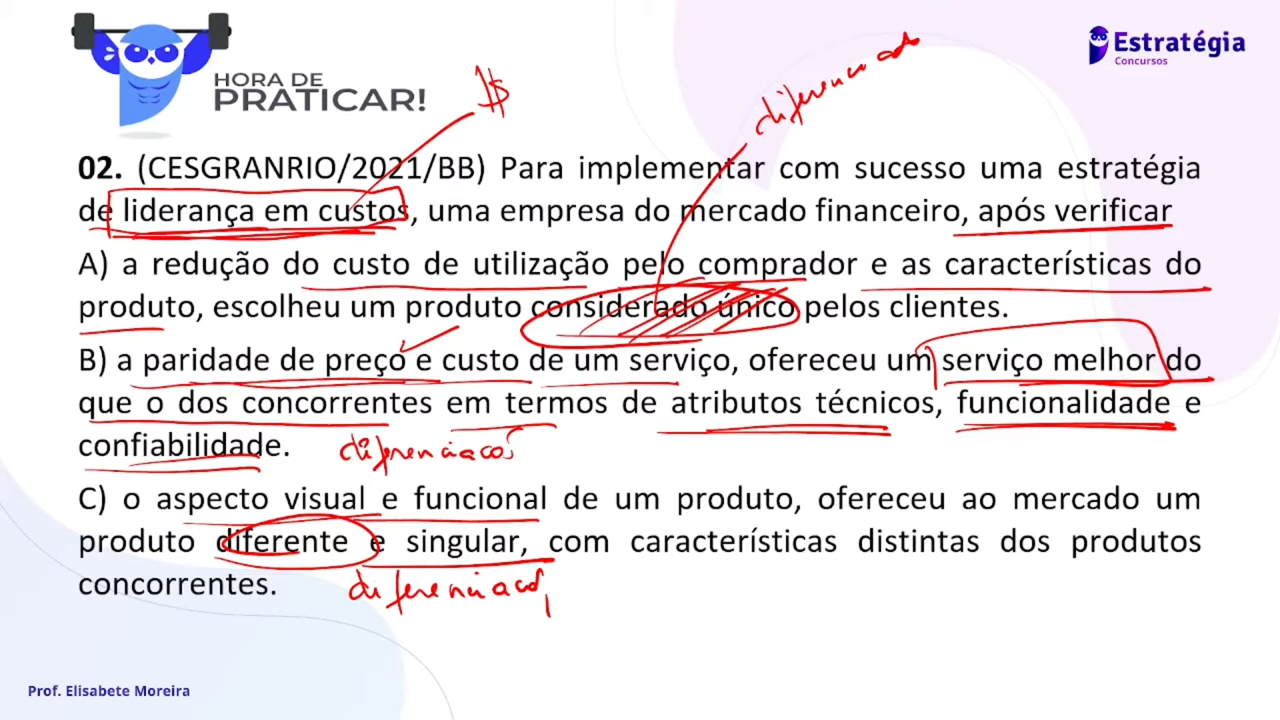 HORA DE
PRATICAR!
Estratégia
Concursos
$
diferenciado
02. (CESGRANRIO/2021/BB) Para implementar com sucesso uma estratégia
de liderança em custos, uma empresa do mercado financeiro, após verificar
A) a redução do custo de utilização pelo comprador e as características do
produto, escolheu um produto considerado único pelos clientes.
B) a paridade de preço e custo de um serviço, ofereceu um serviço melhor do
que o dos concorrentes em termos de atributos técnicos, funcionalidade e
confiabilidade.
C) o aspecto visual e funcional de um produto, ofereceu ao mercado um
produto diferente e singular, com características distintas dos produtos
concorrentes.
Prof. Elisabete Moreira